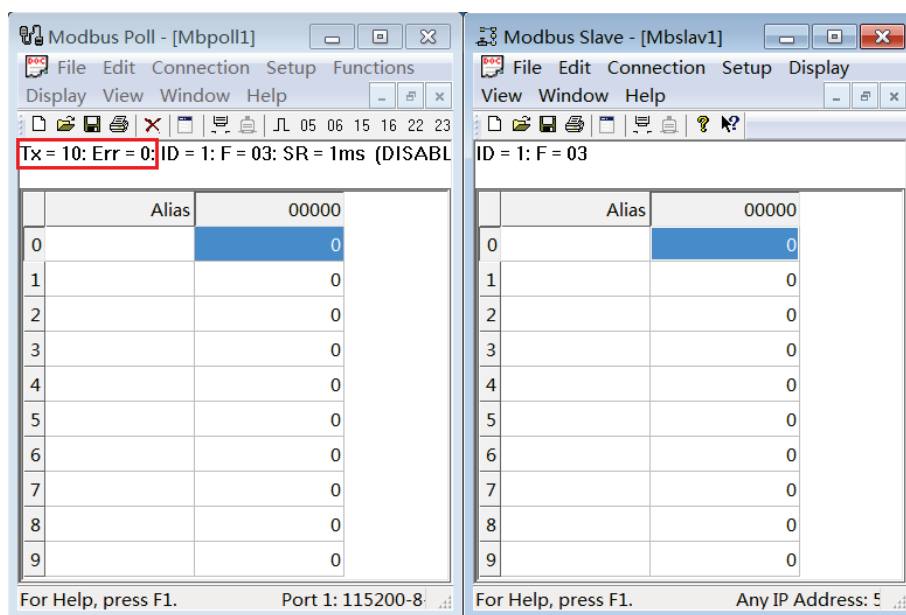 Modbus Poll - [Mbpoll1]
File Edit Connection Setup Functions
Display View Window Help
05 06 15 16 22 23
Tx = 10: Err = 0: ID = 1: F = 03: SR = 1ms (DISABL
Alias 00000
0 0
1 0
2 0
3 0
4 0
5 0
6 0
7 0
8 0
9 0
For Help, press F1. Port 1: 115200-8-
Modbus Slave - [Mbslav1]
File Edit Connection Setup Display
View Window Help
ID = 1: F = 03
Alias 00000
0 0
1 0
2 0
3 0
4 0
5 0
6 0
7 0
8 0
9 0
For Help, press F1. Any IP Address: